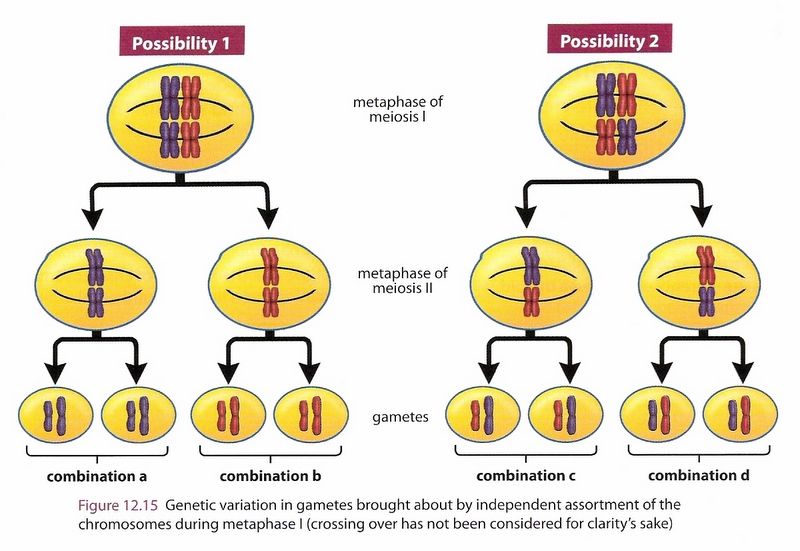 Possibility 1
Possibility 2
metaphase of
meiosis I
metaphase of
meiosis II
gametes
combination a
combination b
combination c
combination d
Figure 12.15 Genetic variation in gametes brought about by independent assortment of the
chromosomes during metaphase I (crossing over has not been considered for clarity's sake)